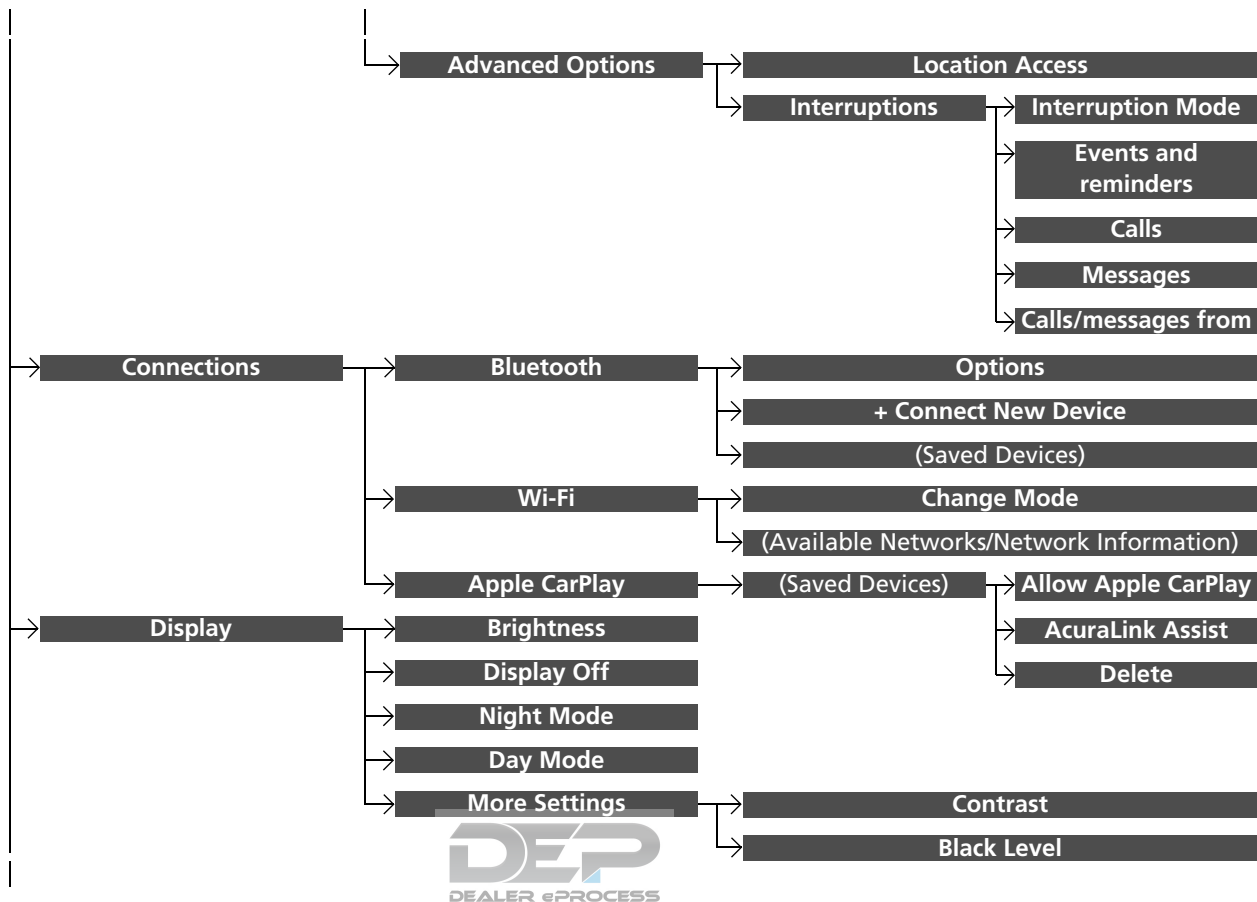 Advanced Options
Location Access
Interruptions
Interruption Mode
Events and
reminders
Calls
Messages
Calls/messages from
Connections
Bluetooth
Options
+ Connect New Device
(Saved Devices)
Wi-Fi
Change Mode
(Available Networks/Network Information)
Apple CarPlay
(Saved Devices)
Allow Apple CarPlay
AcuraLink Assist
Delete
Display
Brightness
Display Off
Night Mode
Day Mode
More Settings
Contrast
Black Level
DEP
DEALER ePROCESS